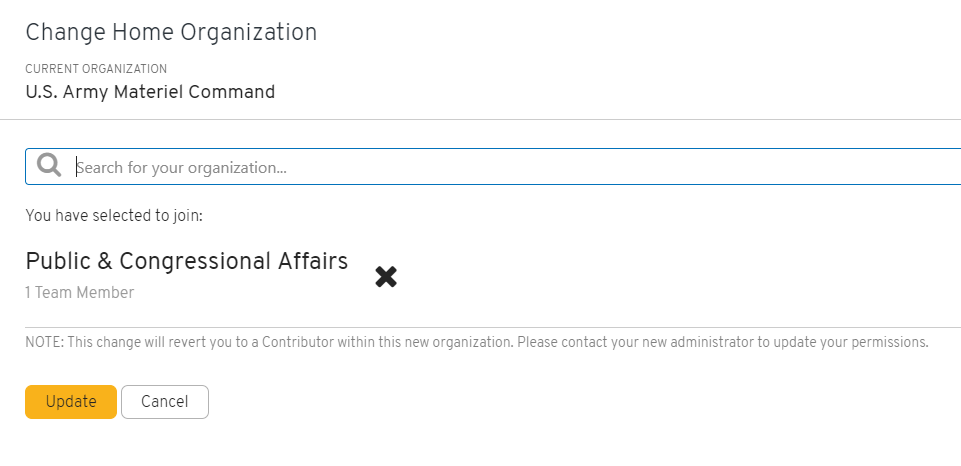 Change Home Organization
CURRENT ORGANIZATION
U.S. Army Materiel Command
Search for your organization...
You have selected to join:
Public & Congressional Affairs
1 Team Member
NOTE: This change will revert you to a Contributor within this new organization. Please contact your new administrator to update your permissions.
Update Cancel